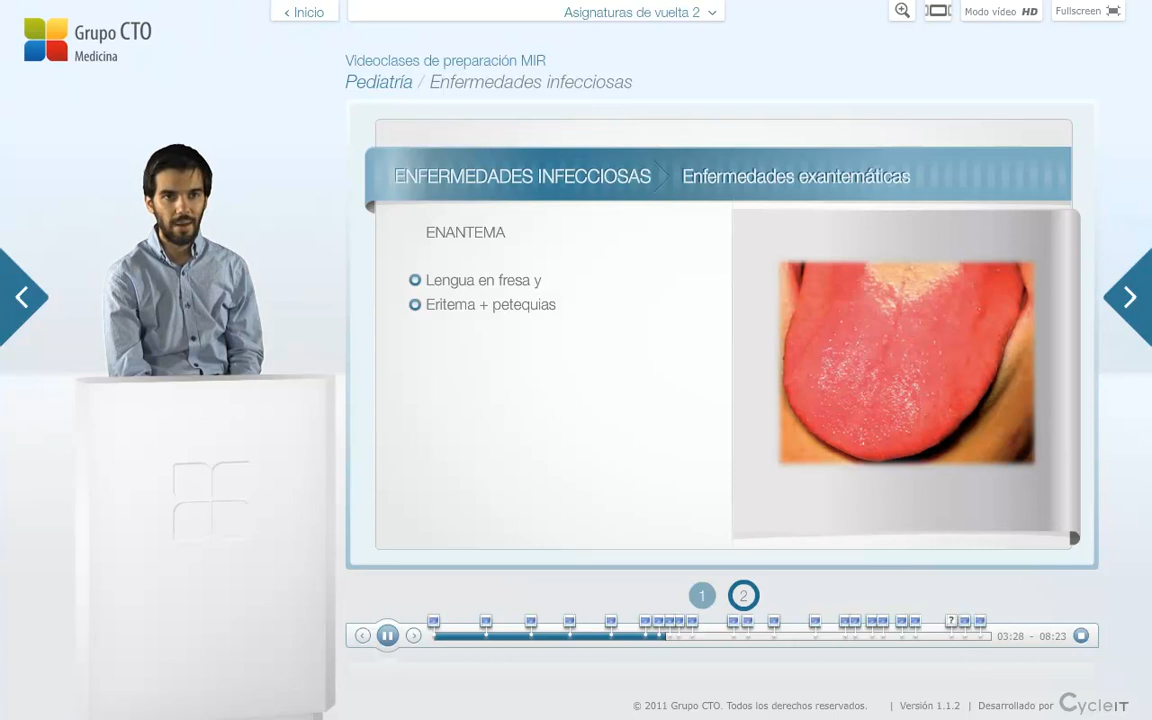 ‹ Inicio
Asignaturas de vuelta 2
Modo vídeo HD
Fullscreen
Grupo CTO
Medicina
Videoclases de preparación MIR
Pediatría / Enfermedades infecciosas
ENFERMEDADES INFECCIOSAS
Enfermedades exantemáticas
ENANTEMA
Lengua en fresa y
Eritema + petequias
1
2
?
03:28 - 08:23
© 2011 Grupo CTO. Todos los derechos reservados. | Versión 1.1.2 | Desarrollado por CycleIT